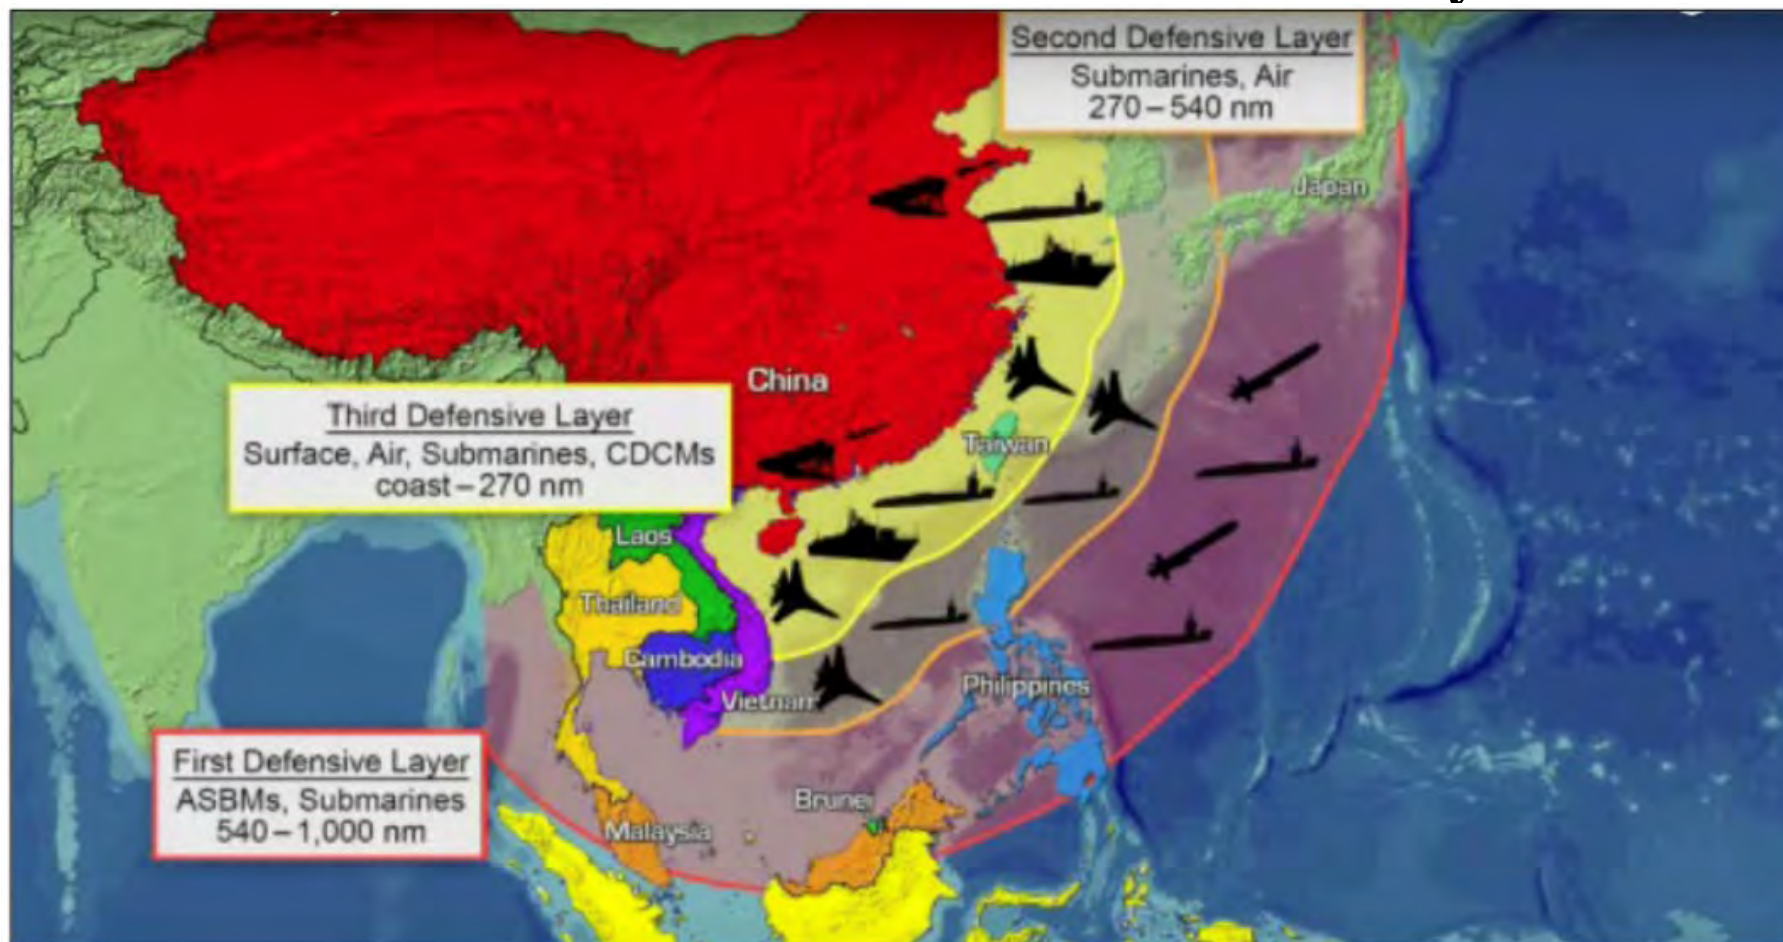 Second Defensive Layer
Submarines, Air
270 – 540 nm
Japan
China
Third Defensive Layer
Surface, Air, Submarines, CDCMs
coast – 270 nm
Taiwan
Laos
Thailand
Cambodia
Vietnam
Philippines
First Defensive Layer
ASBMs, Submarines
540 – 1,000 nm
Brunei
Malaysia